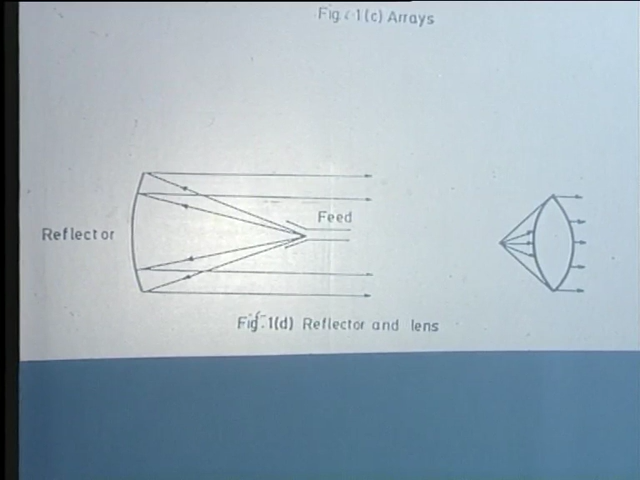 Fig. 1(c) Arrays
Feed
Reflector
Fig. 1(d) Reflector and lens